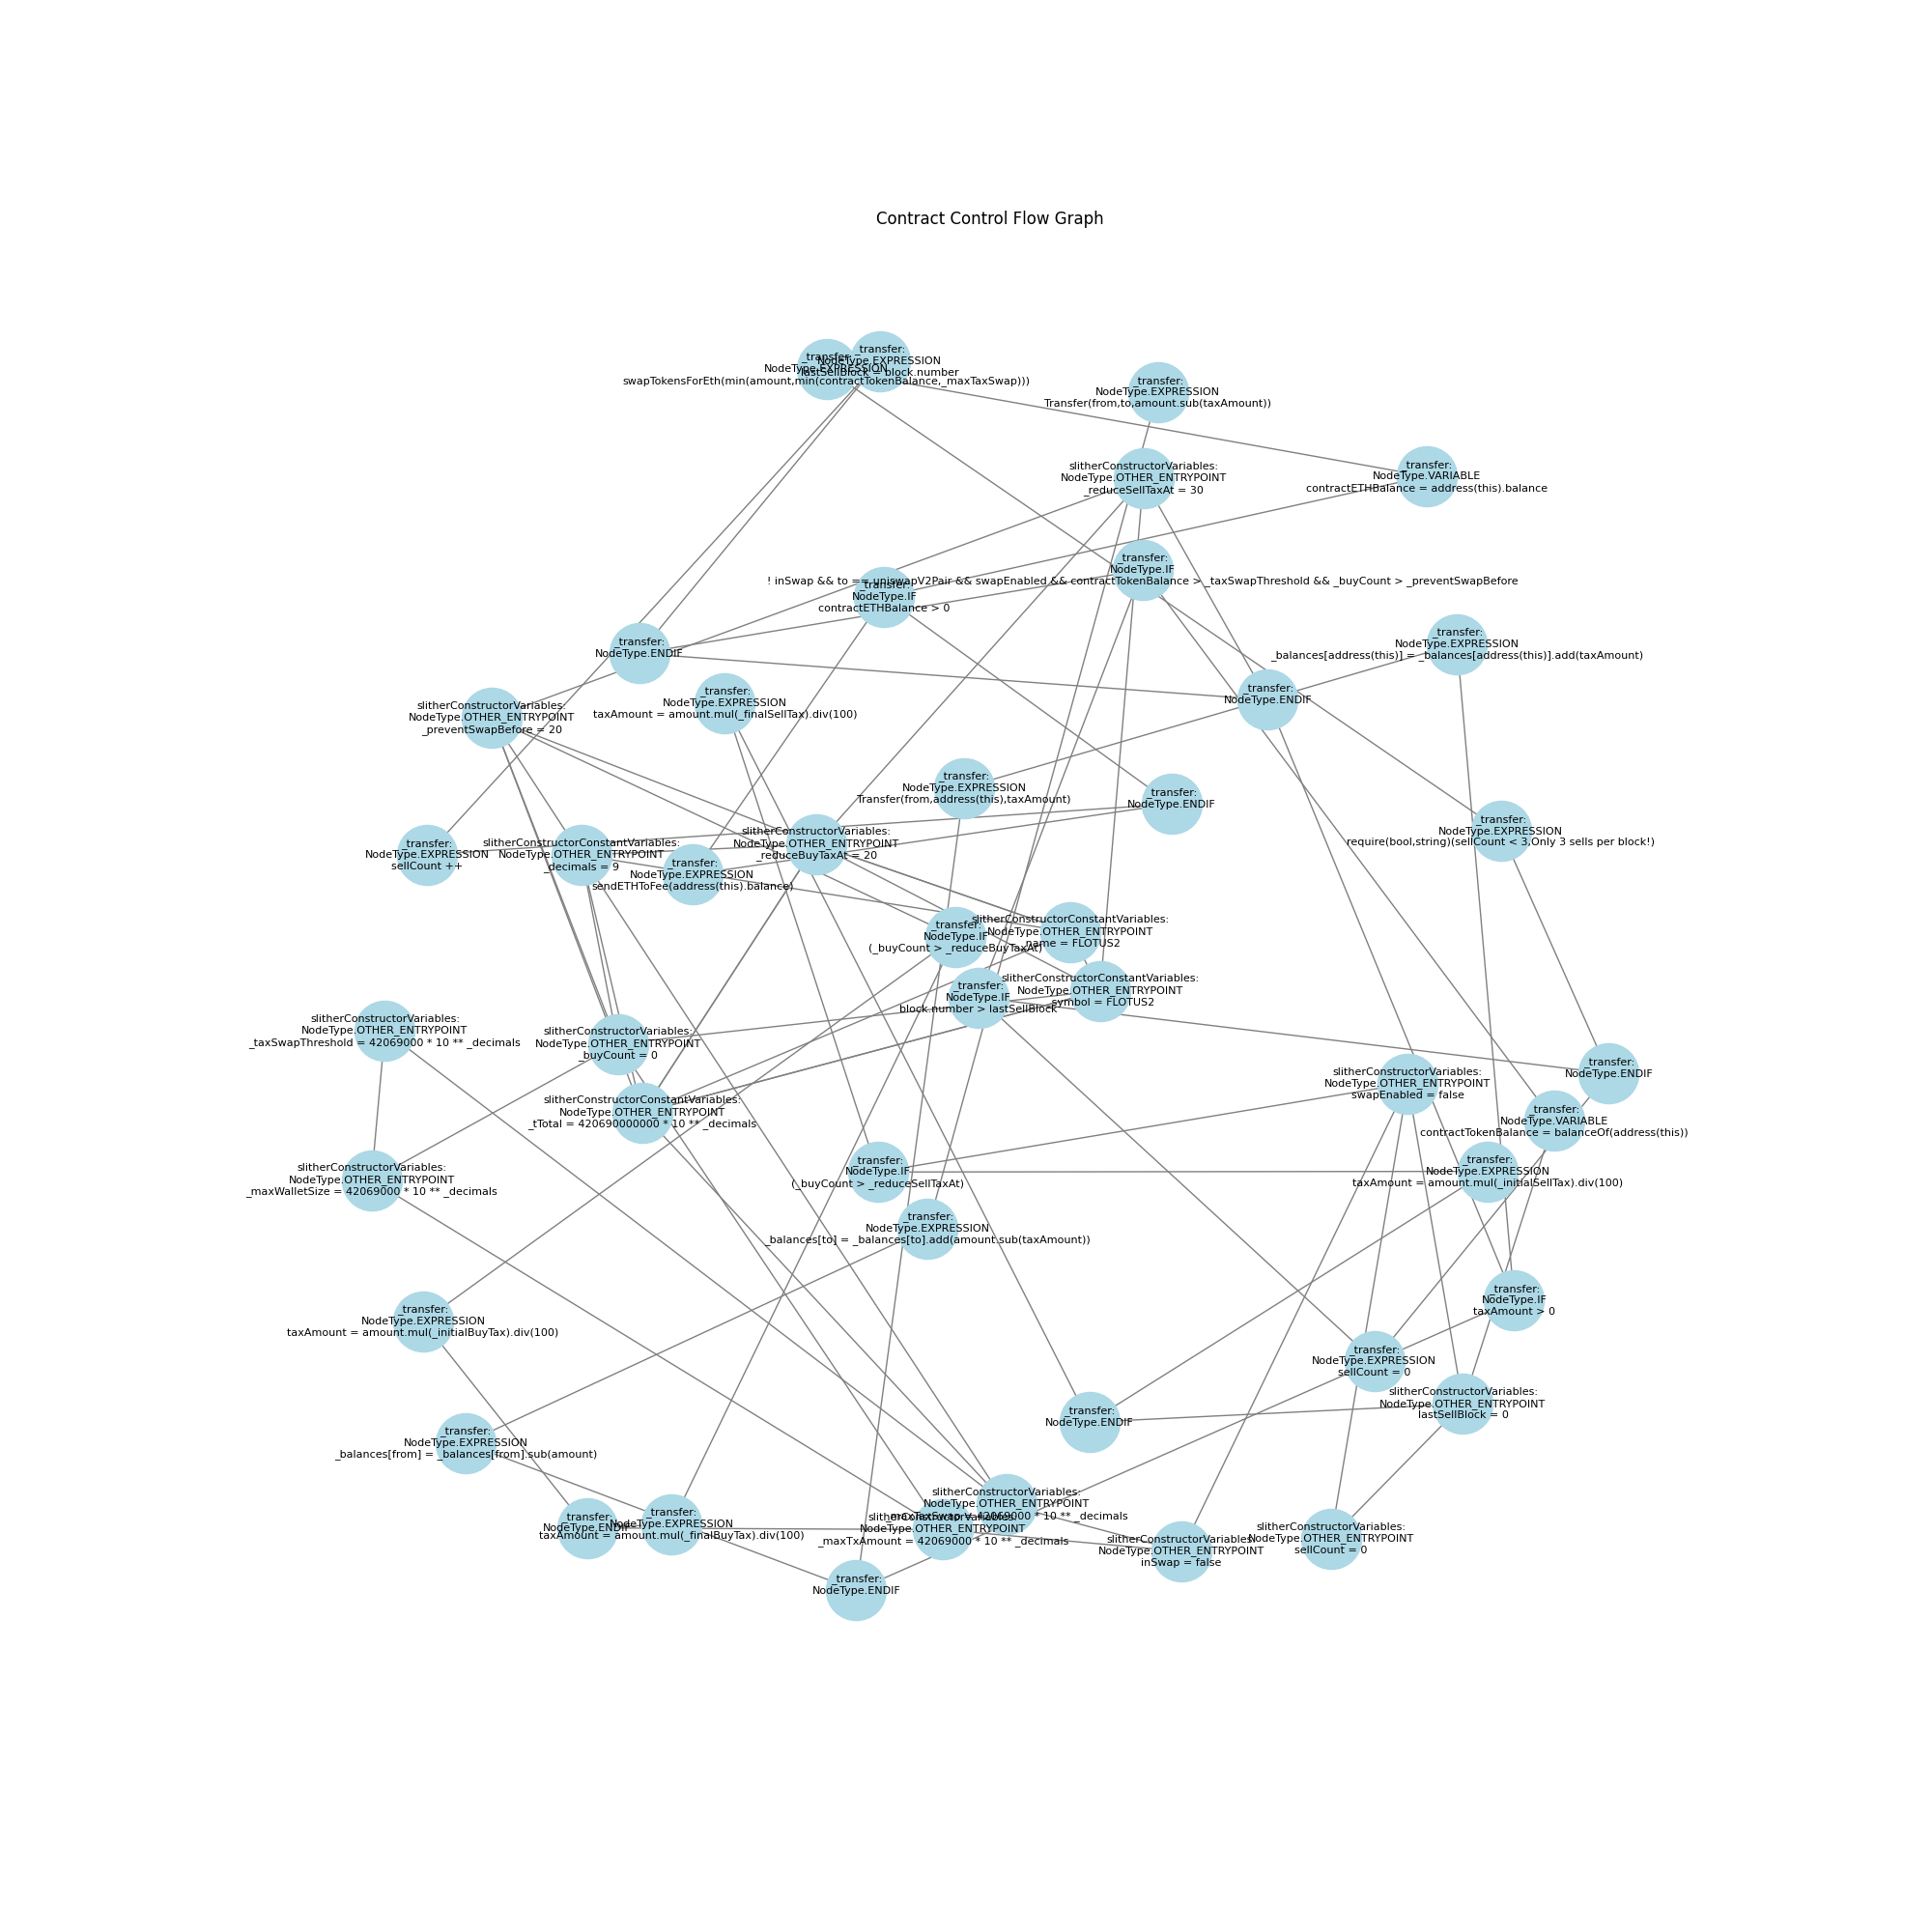 Contract Control Flow Graph
_transfer:
NodeType.EXPRESSION
swapTokensForEth(min(amount,min(contractTokenBalance,_maxTaxSwap)))
_transfer:
NodeType.EXPRESSION
lastSellBlock = block.number
_transfer:
NodeType.EXPRESSION
Transfer(from,to,amount.sub(taxAmount))
slitherConstructorVariables:
NodeType.OTHER_ENTRYPOINT
_reduceSellTaxAt = 30
_transfer:
NodeType.VARIABLE
contractETHBalance = address(this).balance
_transfer:
NodeType.IF
! inSwap && to == uniswapV2Pair && swapEnabled && contractTokenBalance > _taxSwapThreshold && _buyCount > _preventSwapBefore
_transfer:
NodeType.IF
contractETHBalance > 0
_transfer:
NodeType.ENDIF
_transfer:
NodeType.EXPRESSION
_balances[address(this)] = _balances[address(this)].add(taxAmount)
_transfer:
NodeType.ENDIF
_transfer:
NodeType.EXPRESSION
taxAmount = amount.mul(_finalSellTax).div(100)
slitherConstructorVariables:
NodeType.OTHER_ENTRYPOINT
_preventSwapBefore = 20
_transfer:
NodeType.EXPRESSION
Transfer(from,address(this),taxAmount)
_transfer:
NodeType.ENDIF
_transfer:
NodeType.EXPRESSION
require(bool,string)(sellCount < 3,Only 3 sells per block!)
_transfer:
NodeType.EXPRESSION
sellCount ++
slitherConstructorConstantVariables:
NodeType.OTHER_ENTRYPOINT
_decimals = 9
slitherConstructorVariables:
NodeType.OTHER_ENTRYPOINT
_reduceBuyTaxAt = 20
_transfer:
NodeType.EXPRESSION
sendETHToFee(address(this).balance)
_transfer:
NodeType.IF
(_buyCount > _reduceBuyTaxAt)
slitherConstructorConstantVariables:
NodeType.OTHER_ENTRYPOINT
_name = FLOTUS2
_transfer:
NodeType.IF
block.number > lastSellBlock
slitherConstructorConstantVariables:
NodeType.OTHER_ENTRYPOINT
_symbol = FLOTUS2
slitherConstructorVariables:
NodeType.OTHER_ENTRYPOINT
_taxSwapThreshold = 42069000 * 10 ** _decimals
slitherConstructorVariables:
NodeType.OTHER_ENTRYPOINT
_buyCount = 0
_transfer:
NodeType.ENDIF
slitherConstructorVariables:
NodeType.OTHER_ENTRYPOINT
swapEnabled = false
slitherConstructorConstantVariables:
NodeType.OTHER_ENTRYPOINT
_tTotal = 420690000000 * 10 ** _decimals
_transfer:
NodeType.VARIABLE
contractTokenBalance = balanceOf(address(this))
slitherConstructorVariables:
NodeType.OTHER_ENTRYPOINT
_maxWalletSize = 42069000 * 10 ** _decimals
_transfer:
NodeType.IF
(_buyCount > _reduceSellTaxAt)
_transfer:
NodeType.EXPRESSION
taxAmount = amount.mul(_initialSellTax).div(100)
_transfer:
NodeType.EXPRESSION
_balances[to] = _balances[to].add(amount.sub(taxAmount))
_transfer:
NodeType.IF
taxAmount > 0
_transfer:
NodeType.EXPRESSION
taxAmount = amount.mul(_initialBuyTax).div(100)
_transfer:
NodeType.EXPRESSION
sellCount = 0
slitherConstructorVariables:
NodeType.OTHER_ENTRYPOINT
lastSellBlock = 0
_transfer:
NodeType.ENDIF
_transfer:
NodeType.EXPRESSION
_balances[from] = _balances[from].sub(amount)
slitherConstructorVariables:
NodeType.OTHER_ENTRYPOINT
_maxTaxSwap = 42069000 * 10 ** _decimals
_transfer:
NodeType.ENDIF
_transfer:
NodeType.EXPRESSION
taxAmount = amount.mul(_finalBuyTax).div(100)
slitherConstructorVariables:
NodeType.OTHER_ENTRYPOINT
_maxTxAmount = 42069000 * 10 ** _decimals
slitherConstructorVariables:
NodeType.OTHER_ENTRYPOINT
inSwap = false
slitherConstructorVariables:
NodeType.OTHER_ENTRYPOINT
sellCount = 0
_transfer:
NodeType.ENDIF